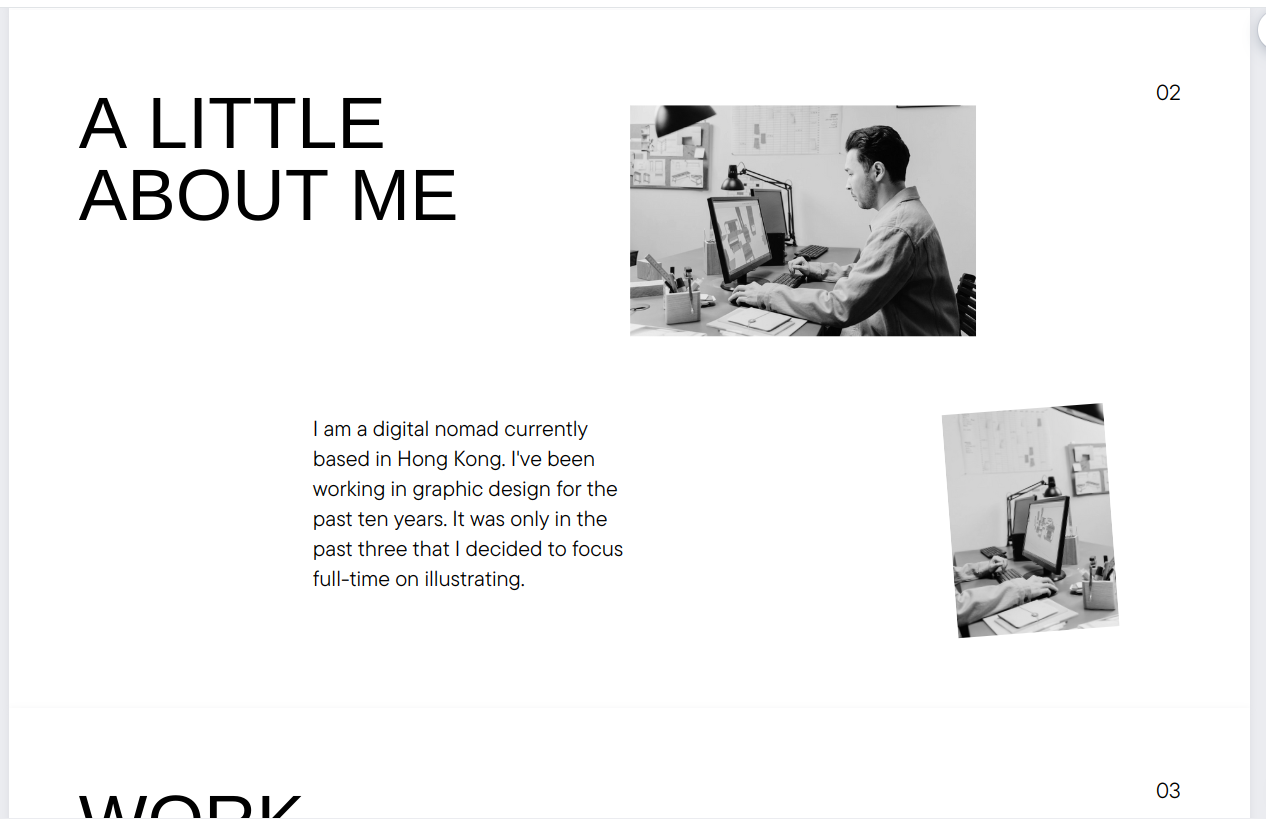 A LITTLE
ABOUT ME
02
I am a digital nomad currently
based in Hong Kong. I've been
working in graphic design for the
past ten years. It was only in the
past three that I decided to focus
full-time on illustrating.
WORK
03